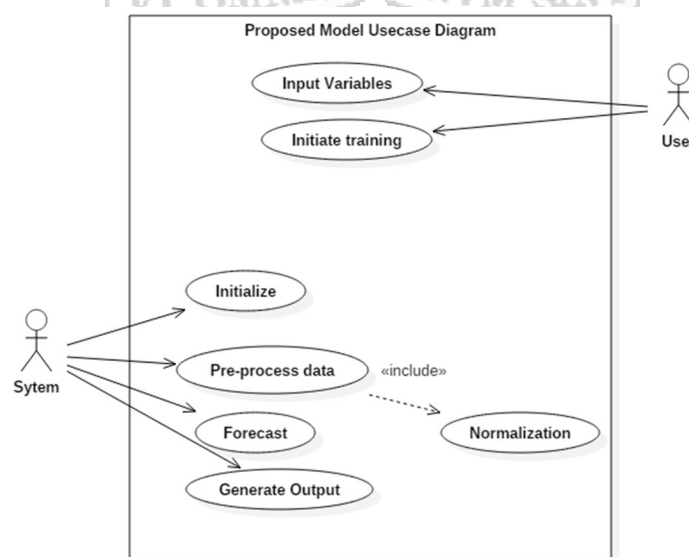 Proposed Model Usecase Diagram
Input Variables
Initiate training
Use
Initialize
Pre-process data
«include»
Sytem
Forecast
Normalization
Generate Output